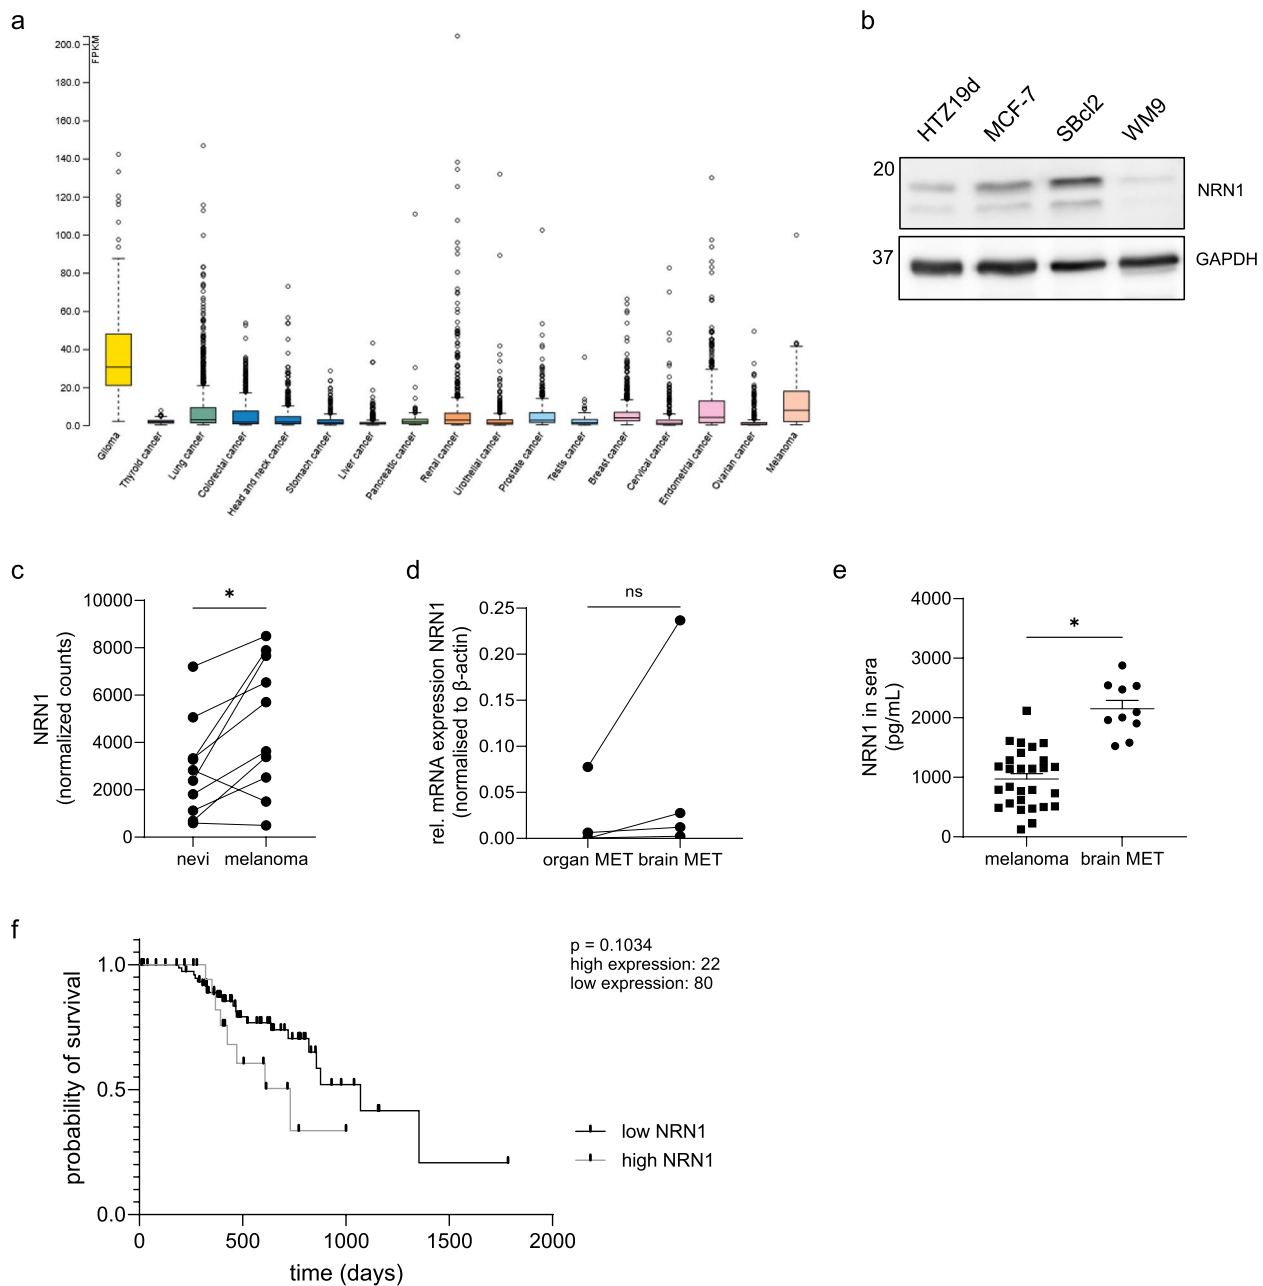 a
FPKM
200.0
180.0
160.0
140.0
120.0
100.0
80.0
60.0
40.0
20.0
0.0
Glioma
Thyroid cancer
Lung cancer
Colorectal cancer
Head and neck cancer
Stomach cancer
Liver cancer
Pancreatic cancer
Renal cancer
Urothelial cancer
Prostate cancer
Testis cancer
Breast cancer
Cervical cancer
Endometrial cancer
Ovarian cancer
Melanoma
b
HTZ19d
MCF-7
SBcl2
WM9
20
NRN1
37
GAPDH
c
NRN1
(normalized counts)
10000
8000
6000
4000
2000
0
*
nevi
melanoma
d
rel. mRNA expression NRN1
(normalised to β-actin)
0.25
0.20
0.15
0.10
0.05
0.00
ns
organ MET
brain MET
e
NRN1 in sera
(pg/mL)
4000
3000
2000
1000
0
*
melanoma
brain MET
f
probability of survival
1.0
0.5
0.0
0
500
1000
1500
2000
time (days)
p = 0.1034
high expression: 22
low expression: 80
low NRN1
high NRN1